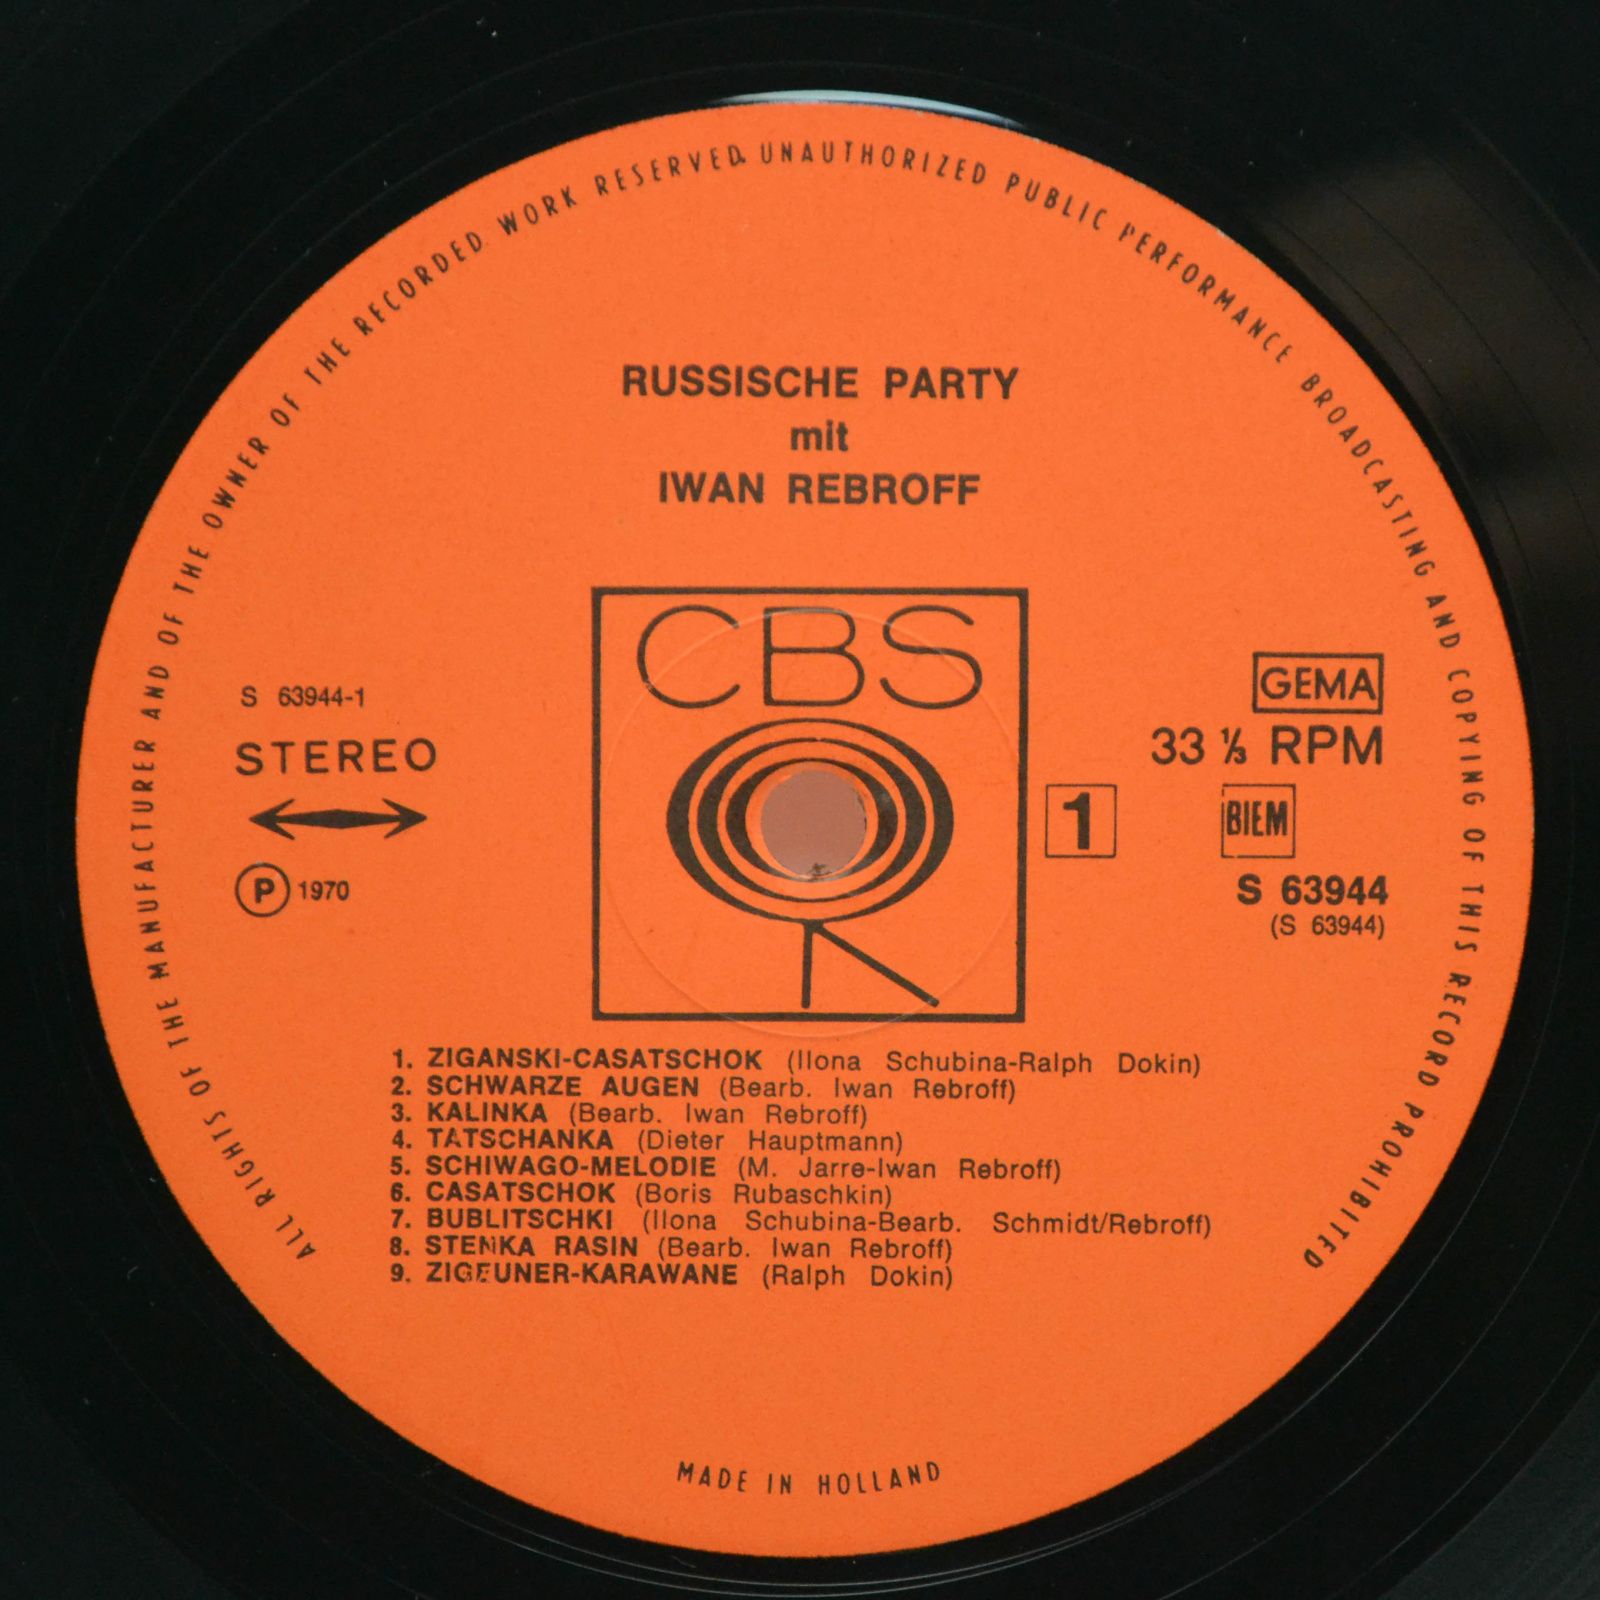 ALL RIGHTS OF THE MANUFACTURER AND OF THE OWNER OF THE RECORDED WORK RESERVED. UNAUTHORIZED PUBLIC PERFORMANCE BROADCASTING AND COPYING OF THIS RECORD PROHIBITED
RUSSISCHE PARTY
mit
IWAN REBROFF
CBS
S 63944-1
STEREO
℗ 1970
GEMA
33 ⅓ RPM
1
BIEM
S 63944
(S 63944)
1. ZIGANSKI-CASATSCHOK (Ilona Schubina-Ralph Dokin)
2. SCHWARZE AUGEN (Bearb. Iwan Rebroff)
3. KALINKA (Bearb. Iwan Rebroff)
4. TATSCHANKA (Dieter Hauptmann)
5. SCHIWAGO-MELODIE (M. Jarre-Iwan Rebroff)
6. CASATSCHOK (Boris Rubaschkin)
7. BUBLITSCHKI (Ilona Schubina-Bearb. Schmidt/Rebroff)
8. STENKA RASIN (Bearb. Iwan Rebroff)
9. ZIGEUNER-KARAWANE (Ralph Dokin)
MADE IN HOLLAND